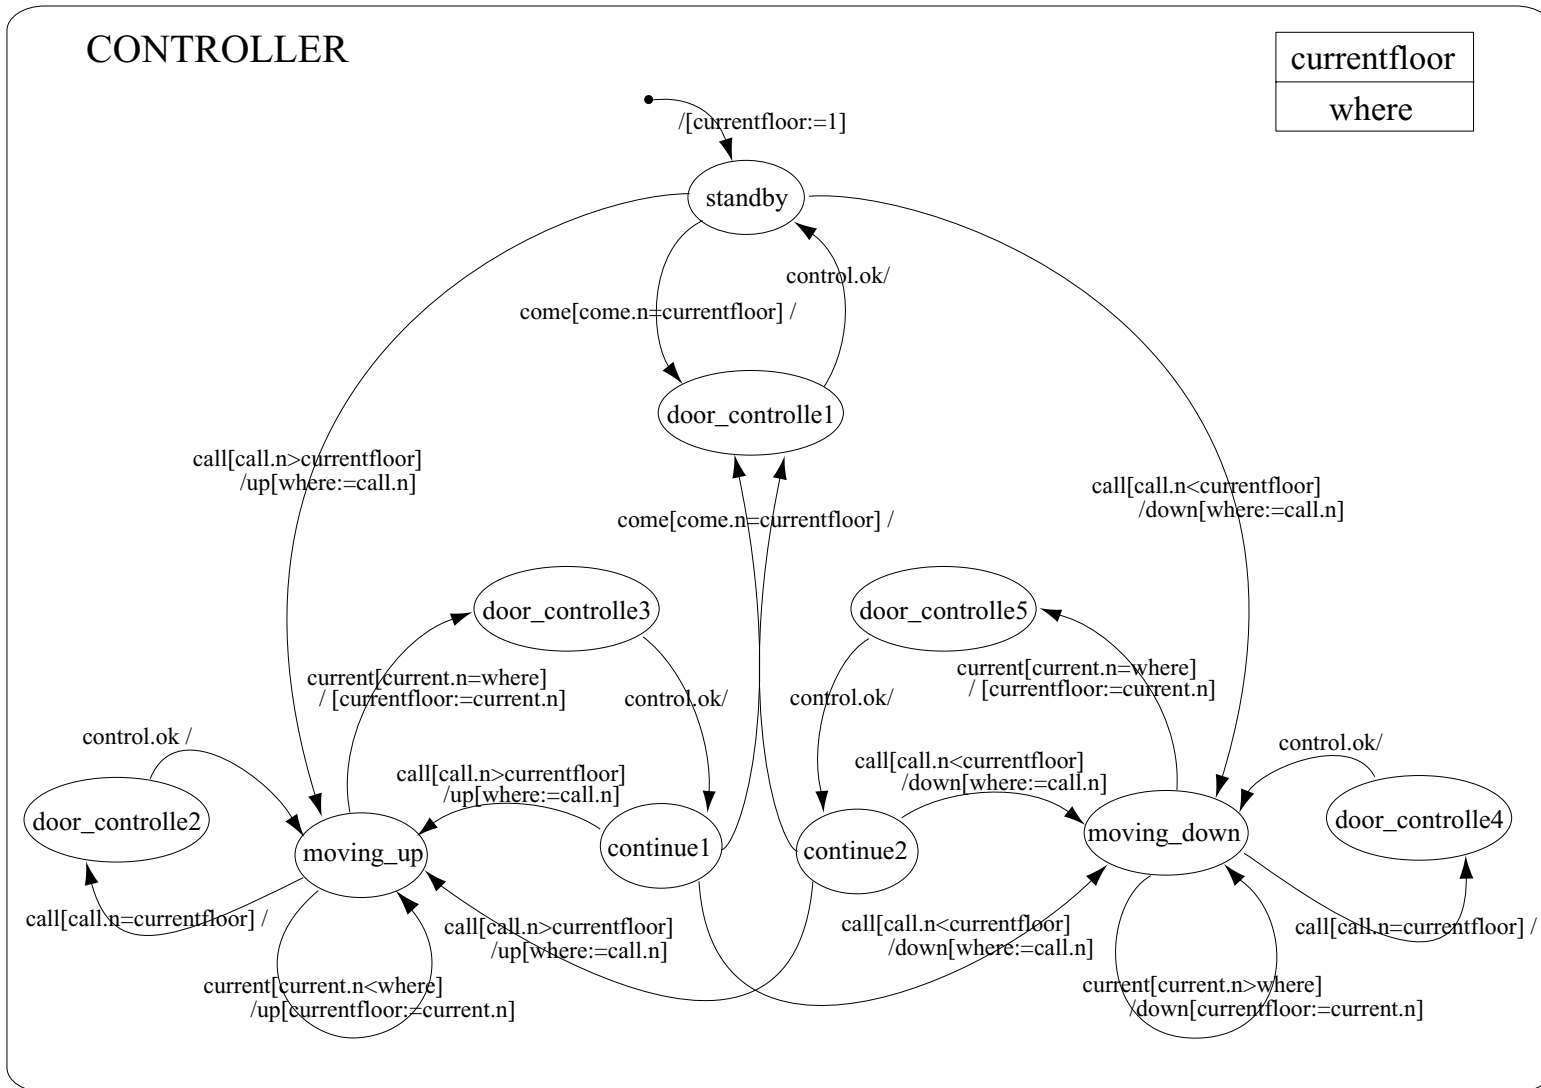 CONTROLLER
currentfloor
where
/[currentfloor:=1]
standby
control.ok/
come[come.n=currentfloor] /
door_controlle1
call[call.n>currentfloor]
/up[where:=call.n]
call[call.n<currentfloor]
/down[where:=call.n]
come[come.n=currentfloor] /
door_controlle3
door_controlle5
current[current.n=where]
/ [currentfloor:=current.n]
control.ok/
control.ok/
current[current.n=where]
/ [currentfloor:=current.n]
control.ok /
call[call.n>currentfloor]
/up[where:=call.n]
call[call.n<currentfloor]
/down[where:=call.n]
control.ok/
door_controlle2
moving_up
continue1
continue2
moving_down
door_controlle4
call[call.n=currentfloor] /
call[call.n>currentfloor]
/up[where:=call.n]
call[call.n<currentfloor]
/down[where:=call.n]
call[call.n=currentfloor] /
current[current.n<where]
/up[currentfloor:=current.n]
current[current.n>where]
/down[currentfloor:=current.n]